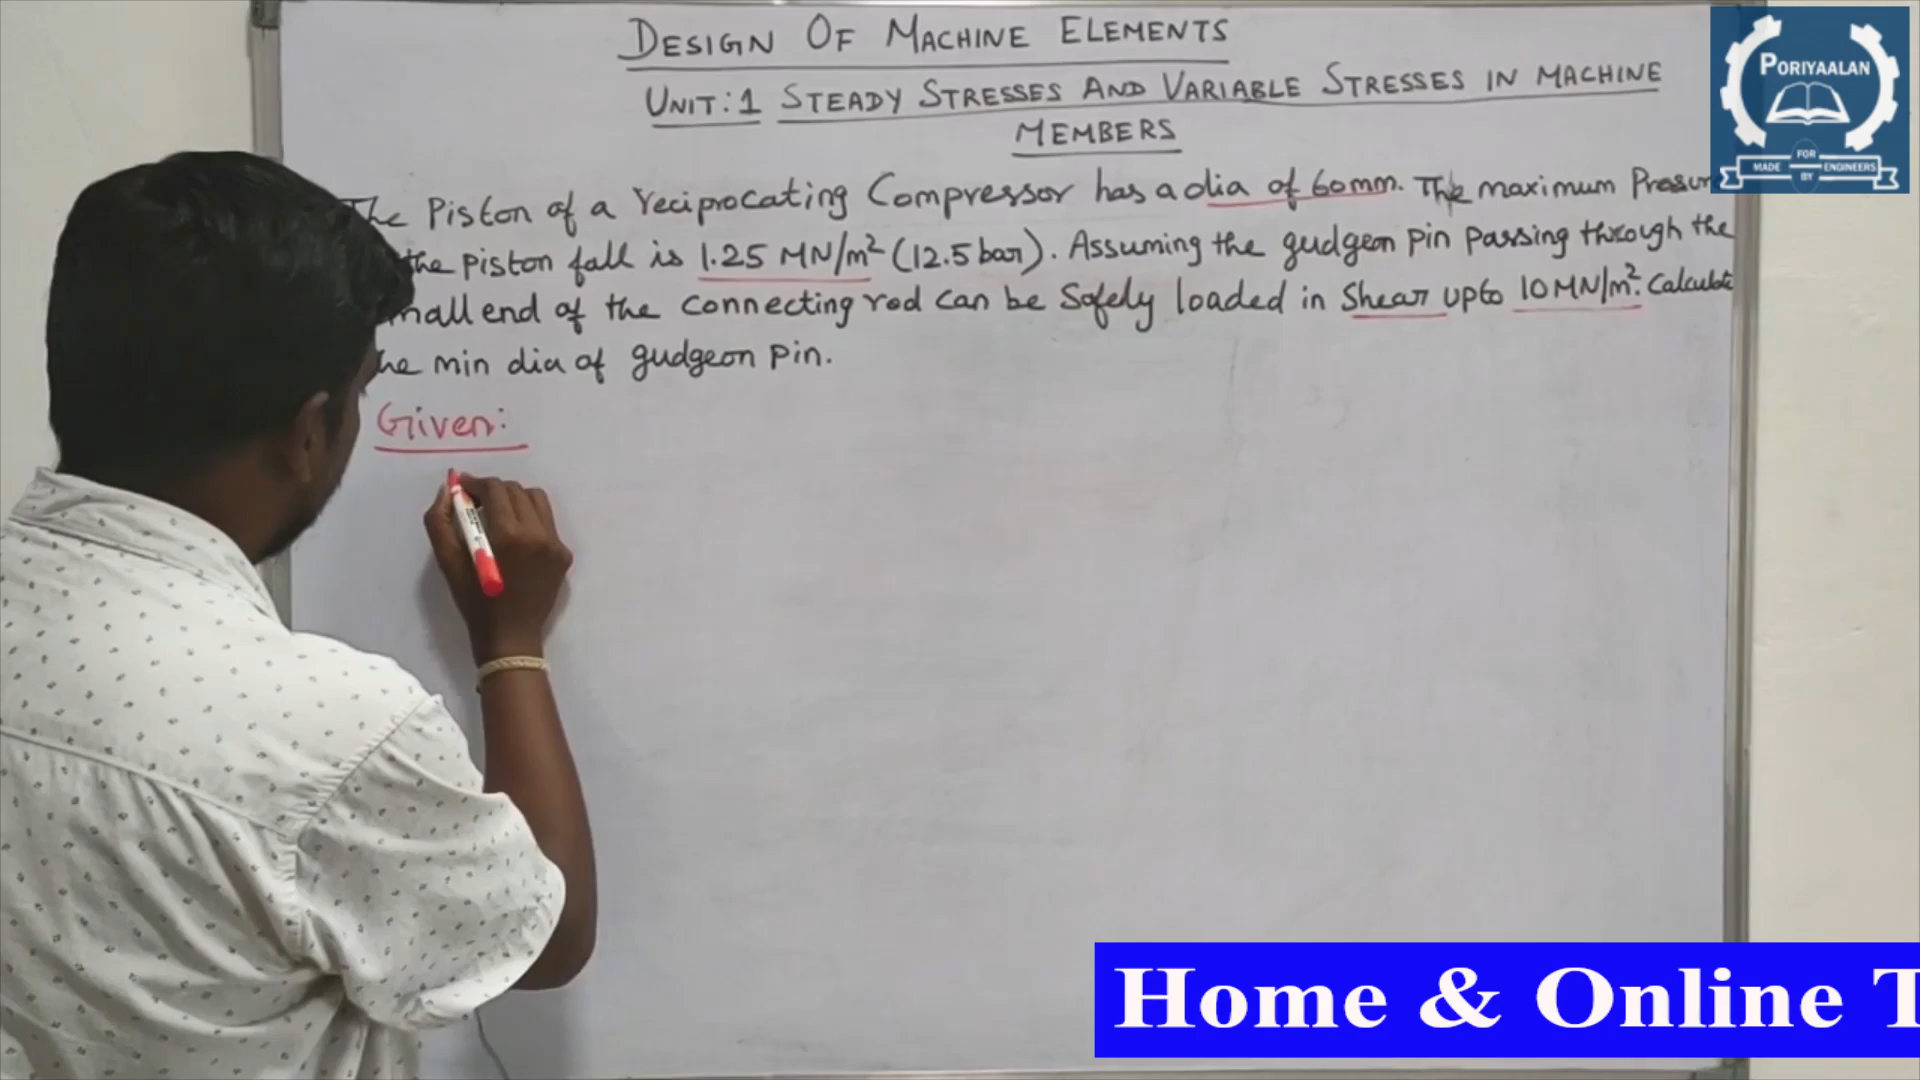 DESIGN OF MACHINE ELEMENTS
UNIT:1 STEADY STRESSES AND VARIABLE STRESSES IN MACHINE
MEMBERS
The Piston of a reciprocating Compressor has a dia of 60mm. The maximum
the piston fall is 1.25 MN/m² (12.5 bar). Assuming the gudgeon pin passing through the
end of the connecting rod can be Safely loaded in Shear upto 10 MN/m². Calculate
min dia of gudgeon pin.
Given:
PORIYAALAN
MADE FOR BY ENGINEERS
Home & Online T